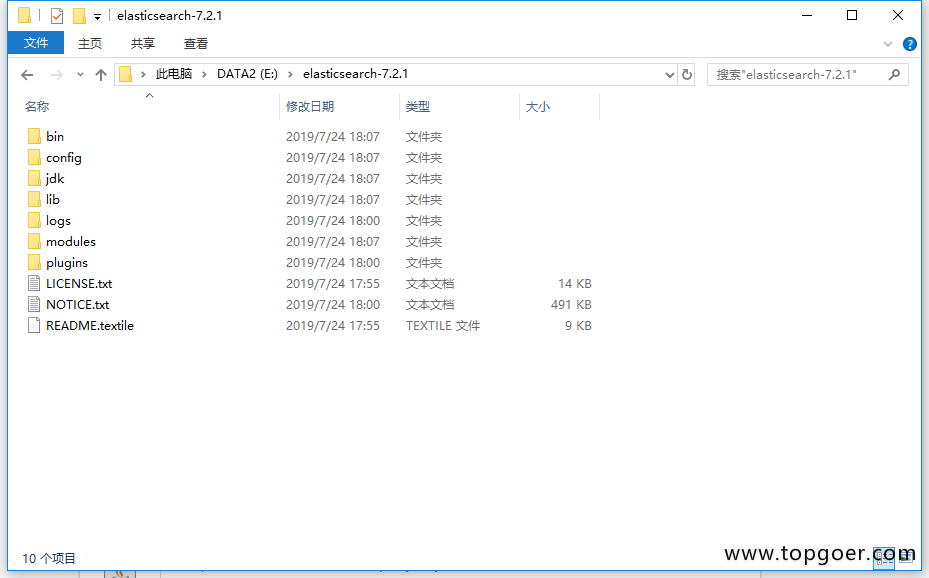 elasticsearch-7.2.1
文件 主页 共享 查看
此电脑 DATA2 (E:) elasticsearch-7.2.1 搜索"elasticsearch-7.2.1"
名称 修改日期 类型 大小
bin 2019/7/24 18:07 文件夹
config 2019/7/24 18:07 文件夹
jdk 2019/7/24 18:07 文件夹
lib 2019/7/24 18:07 文件夹
logs 2019/7/24 18:00 文件夹
modules 2019/7/24 18:07 文件夹
plugins 2019/7/24 18:00 文件夹
LICENSE.txt 2019/7/24 17:55 文本文档 14 KB
NOTICE.txt 2019/7/24 18:00 文本文档 491 KB
README.textile 2019/7/24 17:55 TEXTILE 文件 9 KB
10 个项目
www.topgoer.com